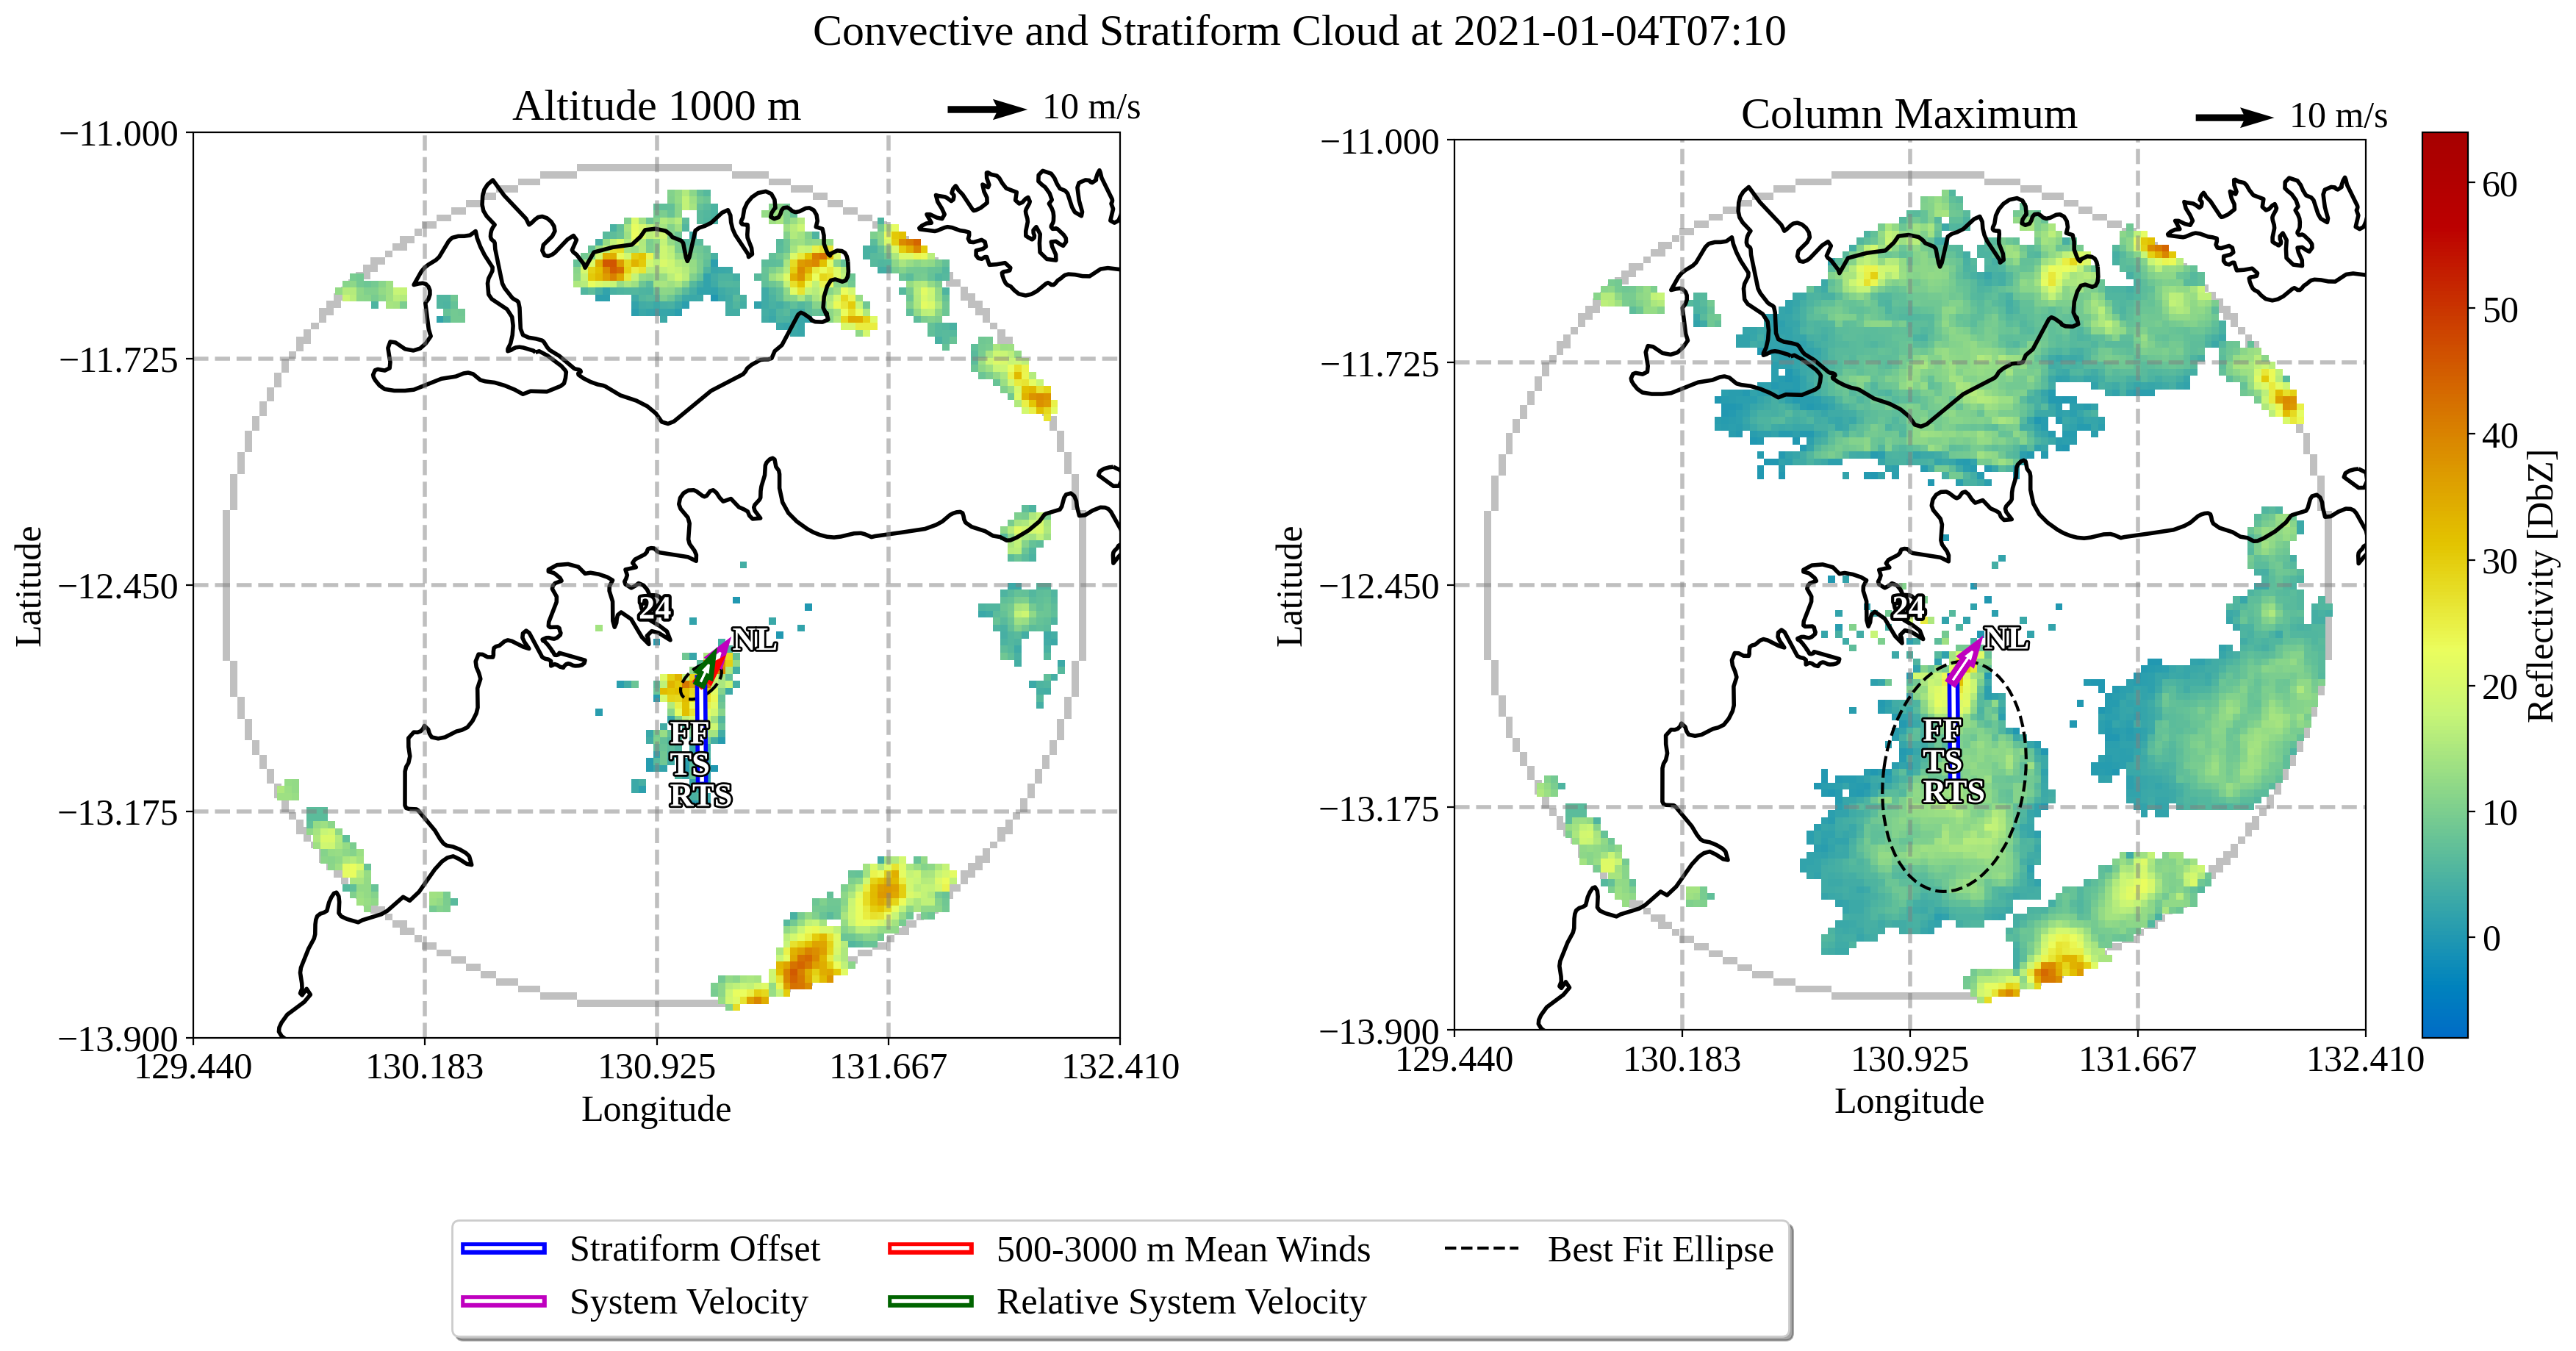 Convective and Stratiform Cloud at 2021-01-04T07:10
Altitude 1000 m
10 m/s
−11.000
−11.725
−12.450
−13.175
−13.900
Latitude
129.440
130.183
130.925
131.667
132.410
Longitude
24
NL
FF
TS
RTS
Column Maximum
10 m/s
−11.000
−11.725
−12.450
−13.175
−13.900
Latitude
129.440
130.183
130.925
131.667
132.410
Longitude
24
NL
FF
TS
RTS
60
50
40
30
20
10
0
Reflectivity [DbZ]
Stratiform Offset
System Velocity
500-3000 m Mean Winds
Relative System Velocity
Best Fit Ellipse